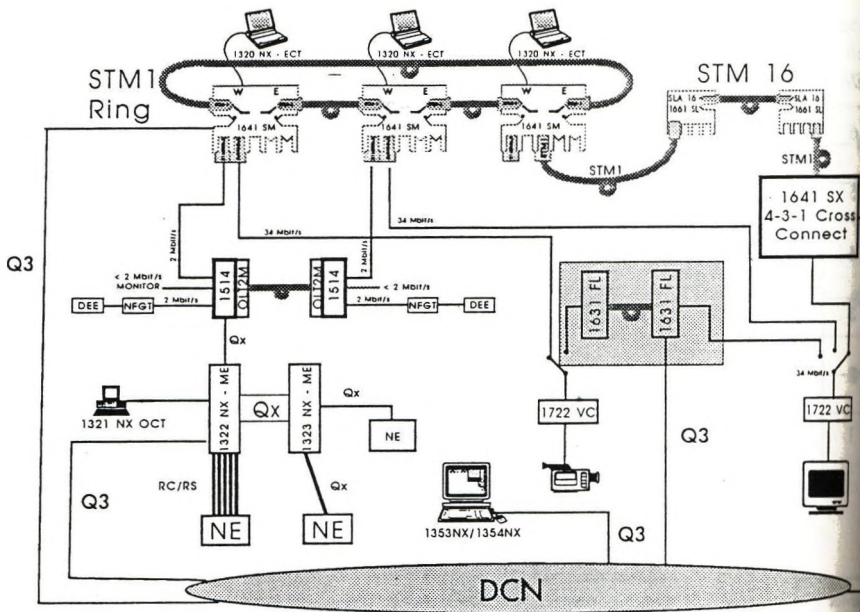 1320 NX - ECT
1320 NX - ECT
1320 NX - ECT
STM1
Ring
STM 16
W
E
W
E
W
E
1641 SM
1641 SM
1641 SM
SLA 16
1661 SL
SLA 16
1661 SL
STM1
STM1
1641 SX
4-3-1 Cross
Connect
Q3
2 Mbit/s
34 Mbit/s
2 Mbit/s
34 Mbit/s
< 2 Mbit/s
MONITOR
2 Mbit/s
DEE
NFGT
1514
OLT2M
OLT2M
1514
< 2 Mbit/s
2 Mbit/s
NFGT
DEE
1631 FL
1631 FL
34 Mbit/s
Qx
1321 NX OCT
1322 NX - ME
Qx
1323 NX - ME
Qx
NE
1722 VC
1722 VC
Q3
Q3
RC/RS
Qx
NE
NE
1353NX/1354NX
Q3
DCN